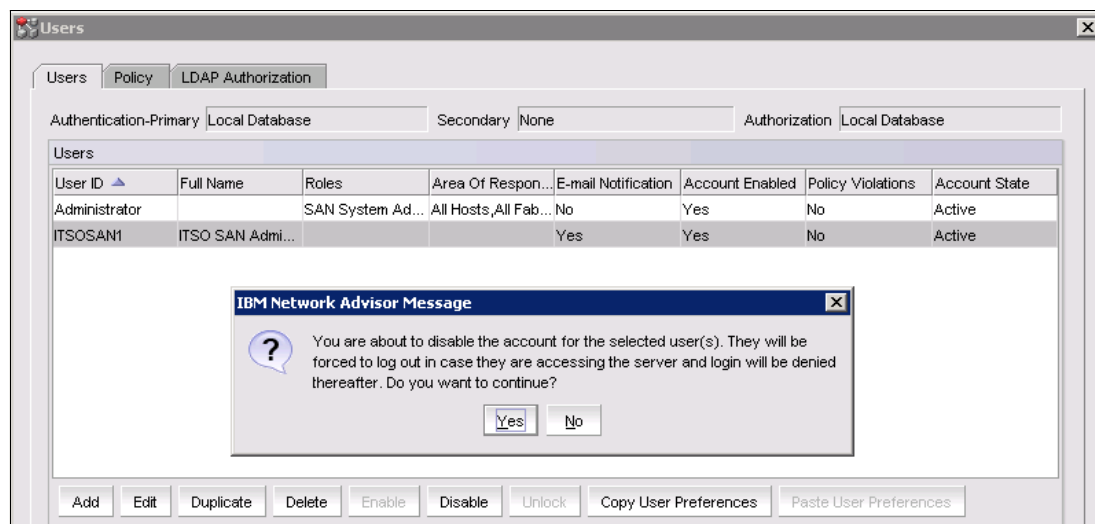 Users
Users Policy LDAP Authorization
Authentication-Primary Local Database Secondary None Authorization Local Database
Users
User ID Full Name Roles Area Of Respon... E-mail Notification Account Enabled Policy Violations Account State
Administrator SAN System Ad... All Hosts,All Fab... No Yes No Active
ITSOSAN1 ITSO SAN Admi... Yes Yes No Active
IBM Network Advisor Message
?
You are about to disable the account for the selected user(s). They will be
forced to log out in case they are accessing the server and login will be denied
thereafter. Do you want to continue?
Yes No
Add Edit Duplicate Delete Enable Disable Unlock Copy User Preferences Paste User Preferences